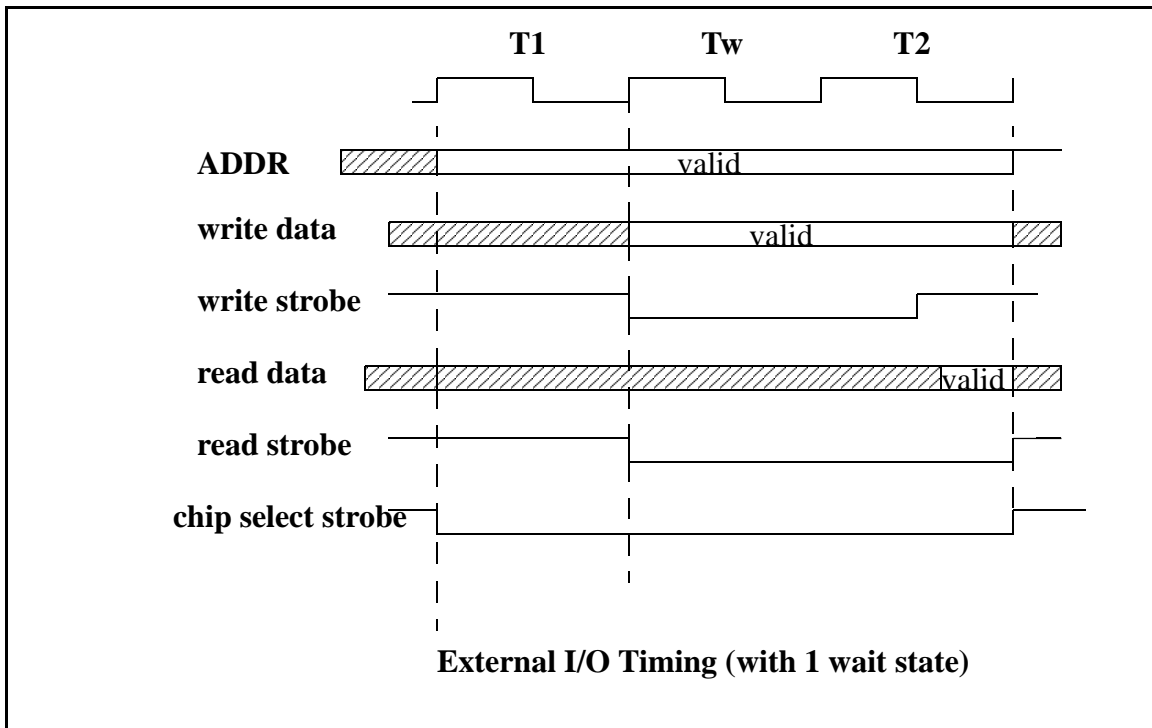 T1 Tw T2
ADDR valid
write data valid
write strobe
read data valid
read strobe
chip select strobe
External I/O Timing (with 1 wait state)